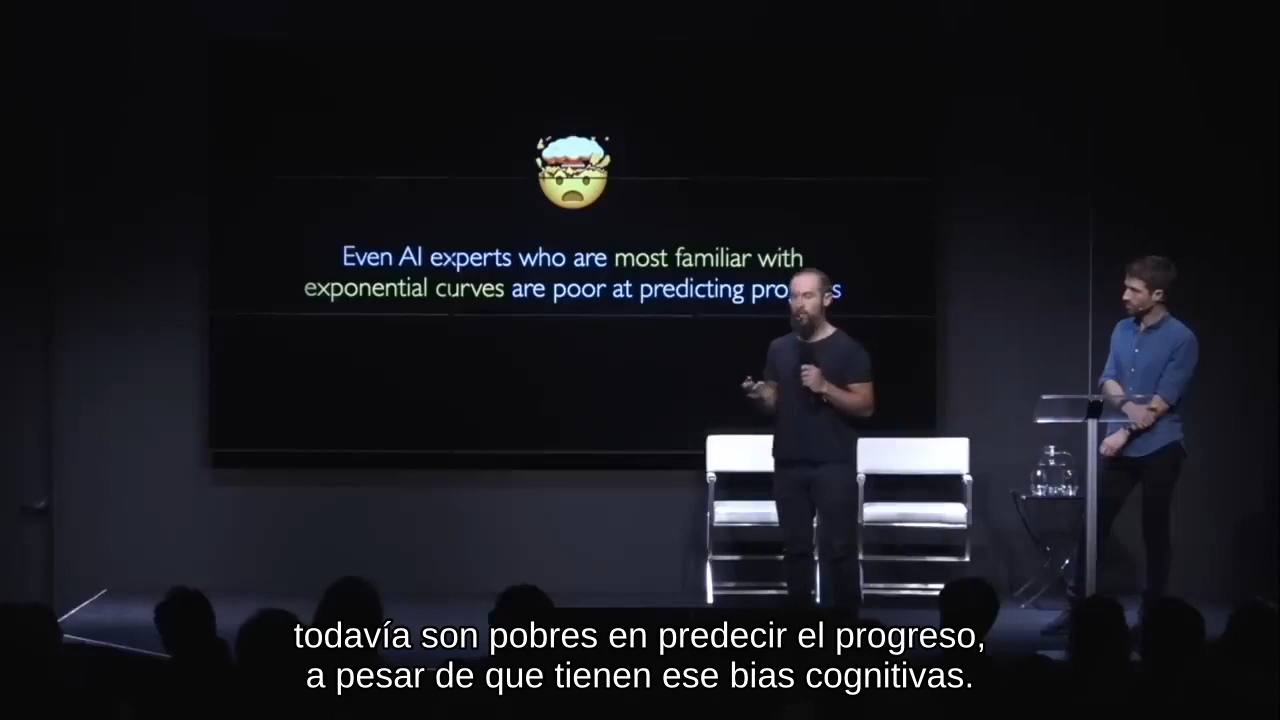 Even AI experts who are most familiar with
exponential curves are poor at predicting
todavía son pobres en predecir el progreso,
a pesar de que tienen ese bias cognitivas.